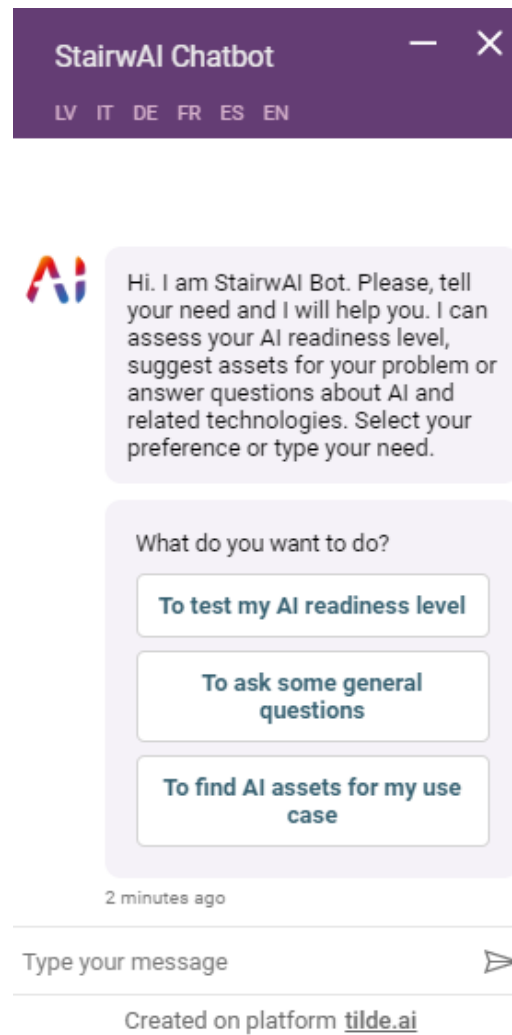 StairwAI Chatbot
LV IT DE FR ES EN
AI
Hi. I am StairwAI Bot. Please, tell
your need and I will help you. I can
assess your AI readiness level,
suggest assets for your problem or
answer questions about AI and
related technologies. Select your
preference or type your need.
What do you want to do?
To test my AI readiness level
To ask some general
questions
To find AI assets for my use
case
2 minutes ago
Type your message
Created on platform tilde.ai